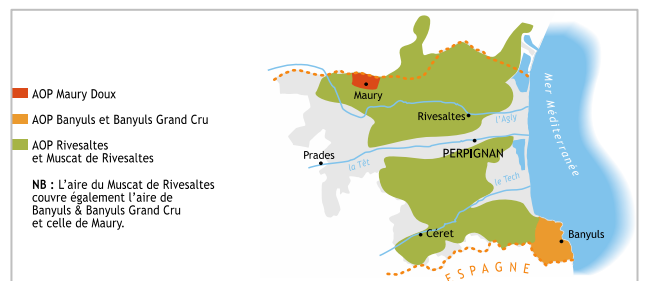 AOP Maury Doux
AOP Banyuls et Banyuls Grand Cru
AOP Rivesaltes
et Muscat de Rivesaltes
NB : L'aire du Muscat de Rivesaltes
couvre également l'aire de
Banyuls & Banyuls Grand Cru
et celle de Maury.
Maury
Rivesaltes
l'Agly
Mer Méditerranée
Prades
la Têt
PERPIGNAN
le Tech
Céret
Banyuls
ESPAGNE